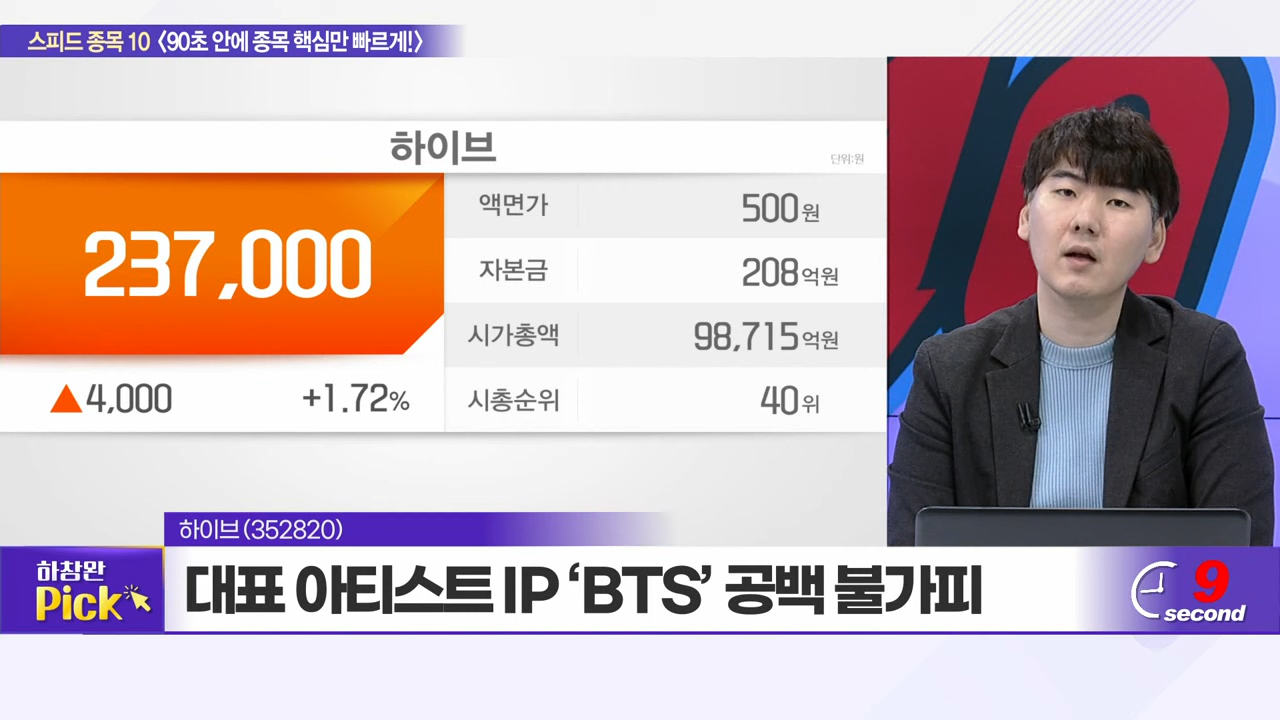 스피드 종목 10 〈90초 안에 종목 핵심만 빠르게!〉
하이브
단위:원
237,000
▲4,000 +1.72%
액면가 500원
자본금 208억원
시가총액 98,715억원
시총순위 40위
하이브(352820)
하창완
Pick
대표 아티스트 IP ‘BTS’ 공백 불가피
9
second